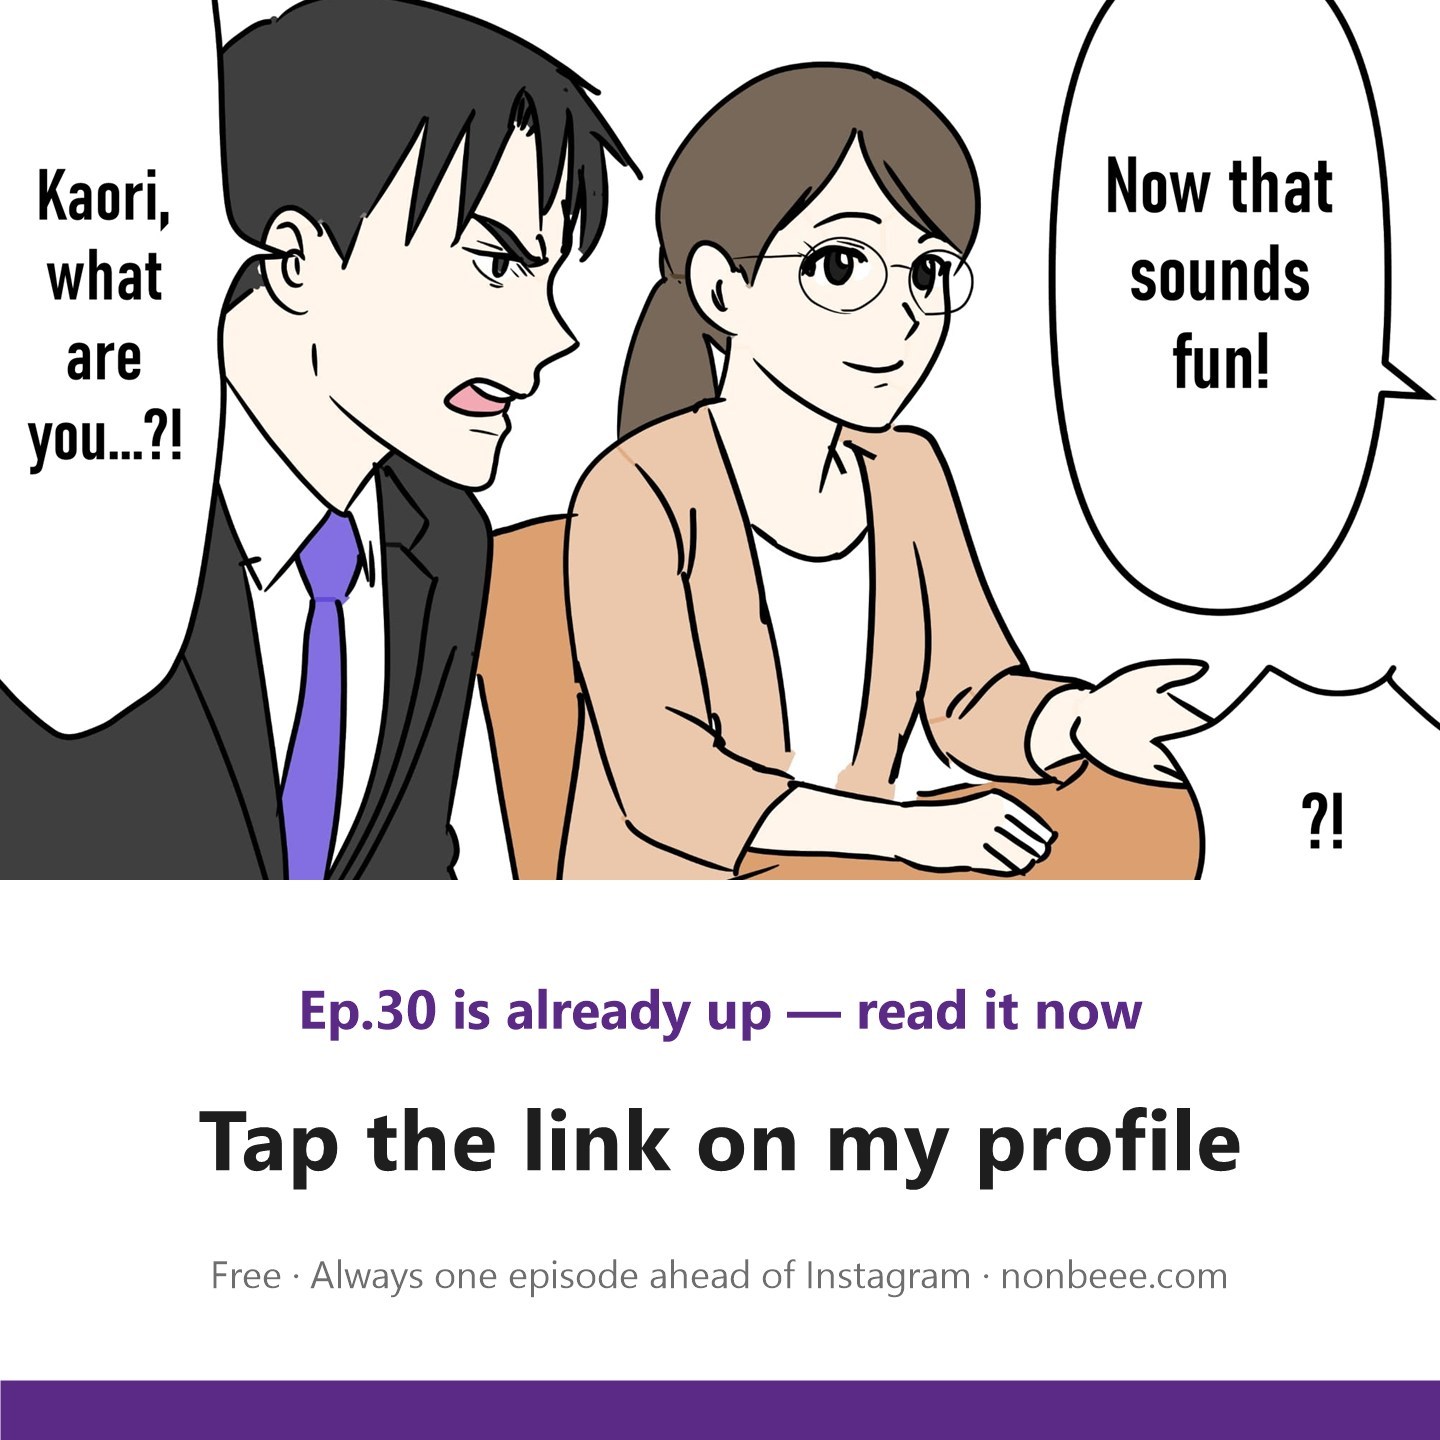 Kaori,
what
are
you...?!
Now that
sounds
fun!
?!
Ep.30 is already up — read it now
Tap the link on my profile
Free · Always one episode ahead of Instagram · nonbeee.com